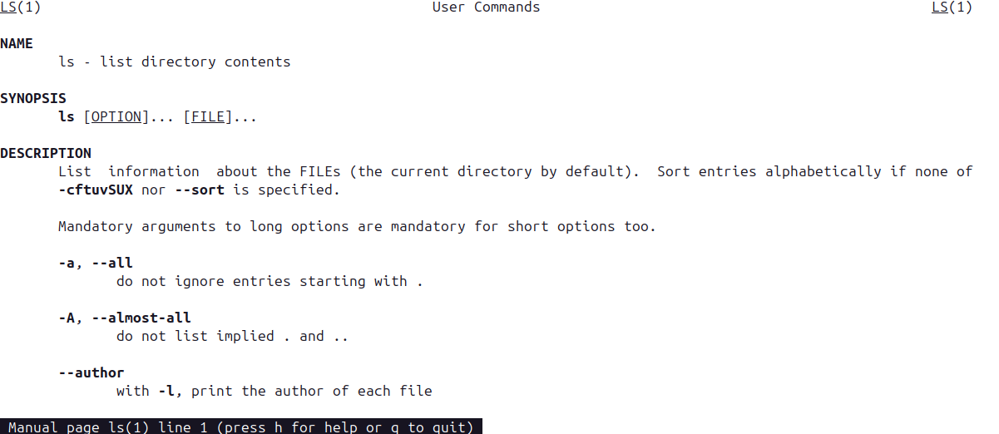 LS(1) User Commands LS(1)
NAME
ls - list directory contents
SYNOPSIS
ls [OPTION]... [FILE]...
DESCRIPTION
List information about the FILEs (the current directory by default). Sort entries alphabetically if none of
-cftuvSUX nor --sort is specified.
Mandatory arguments to long options are mandatory for short options too.
-a, --all
do not ignore entries starting with .
-A, --almost-all
do not list implied . and ..
--author
with -l, print the author of each file
Manual page ls(1) line 1 (press h for help or q to quit)